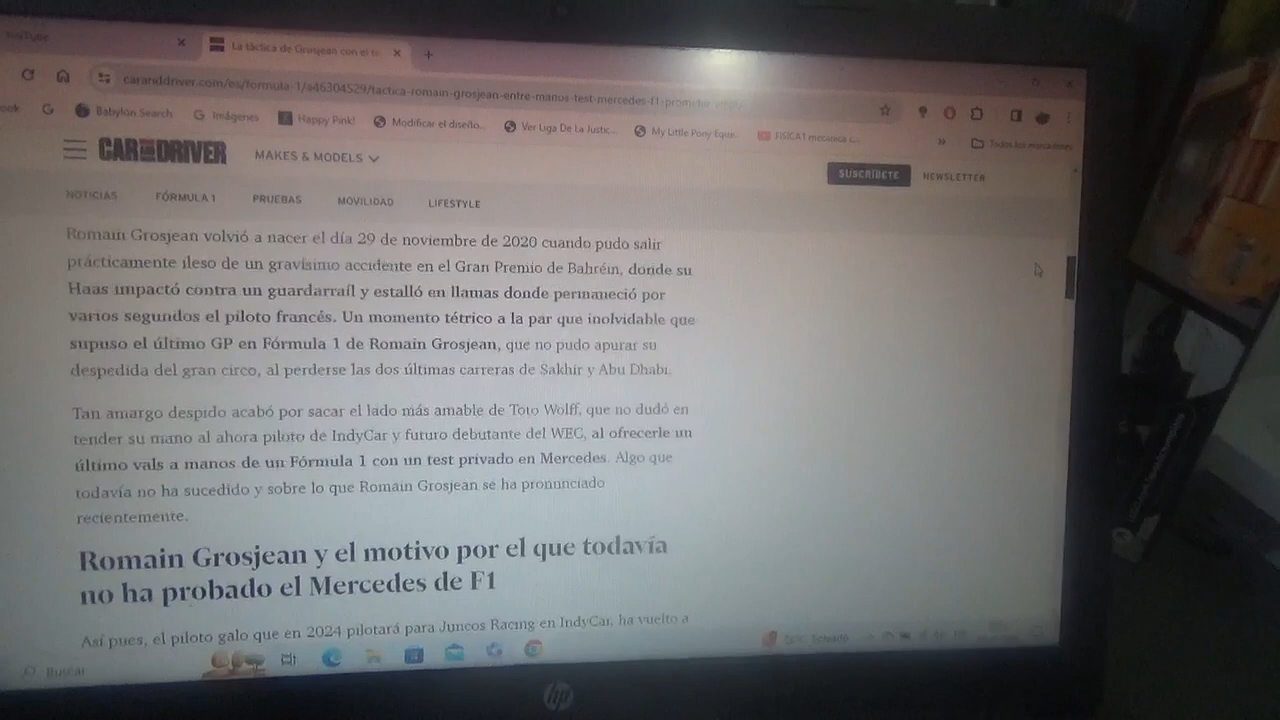 YouTube
La táctica de Grosjean con el te
caranddriver.com/es/formula-1/a46304529/tactica-romain-grosjean-entre-manos-test-mercedes-f1-promidio
ook
Babylon Search
Imágenes
Happy Pink!
Modificar el diseño...
Ver Liga De La Justic...
My Little Pony Eque...
FISICA1 mecanica c...
»
Todos los marcadores
CAR AND DRIVER
MAKES & MODELS
SUSCRÍBETE
NEWSLETTER
NOTICIAS
FÓRMULA 1
PRUEBAS
MOVILIDAD
LIFESTYLE
Romain Grosjean volvió a nacer el día 29 de noviembre de 2020 cuando pudo salir
prácticamente ileso de un gravísimo accidente en el Gran Premio de Bahréin, donde su
Haas impactó contra un guardarraíl y estalló en llamas donde permaneció por
varios segundos el piloto francés. Un momento tétrico a la par que inolvidable que
supuso el último GP en Fórmula 1 de Romain Grosjean, que no pudo apurar su
despedida del gran circo, al perderse las dos últimas carreras de Sakhir y Abu Dhabi.
Tan amargo despido acabó por sacar el lado más amable de Toto Wolff, que no dudó en
tender su mano al ahora piloto de IndyCar y futuro debutante del WEC, al ofrecerle un
último vals a manos de un Fórmula 1 con un test privado en Mercedes. Algo que
todavía no ha sucedido y sobre lo que Romain Grosjean se ha pronunciado
recientemente.
Romain Grosjean y el motivo por el que todavía
no ha probado el Mercedes de F1
Así pues, el piloto galo que en 2024 pilotará para Juncos Racing en IndyCar, ha vuelto a
Buscar
hp